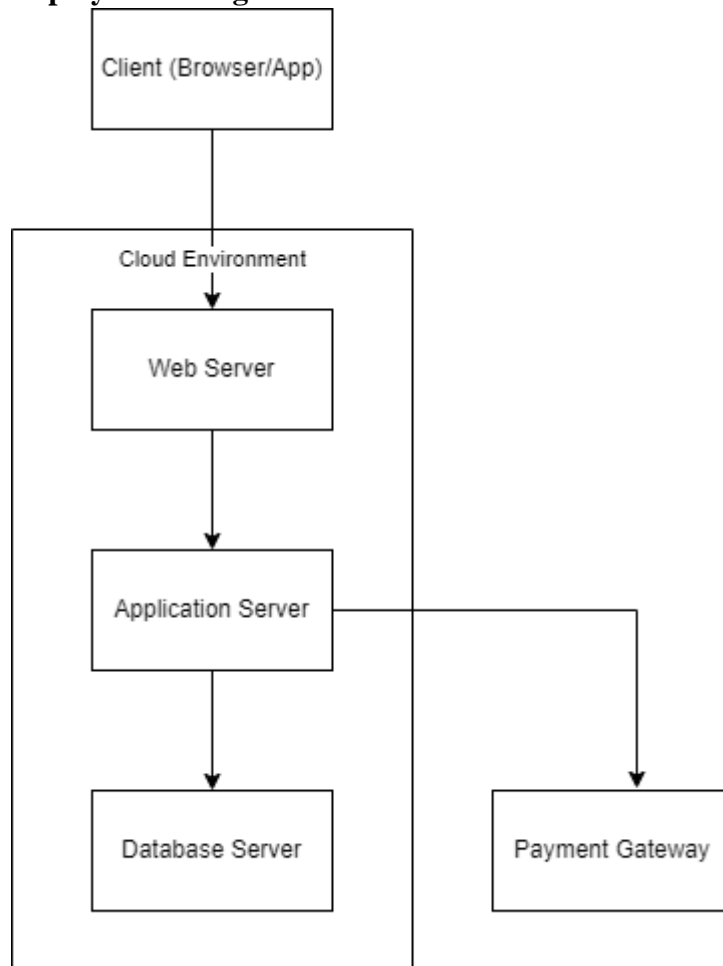 Client (Browser/App)
Cloud Environment
Web Server
Application Server
Database Server
Payment Gateway